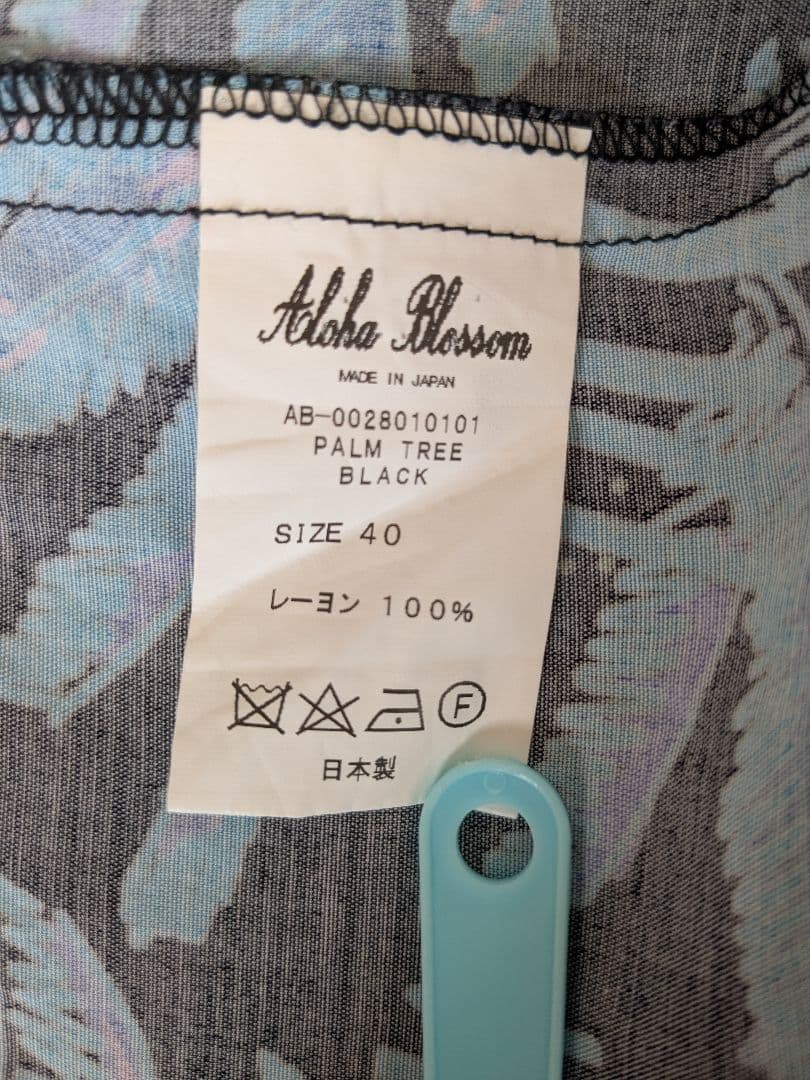 Aloha Blossom
MADE IN JAPAN
AB-0028010101
PALM TREE
BLACK
SIZE 40
レーヨン 100%
F
日本製